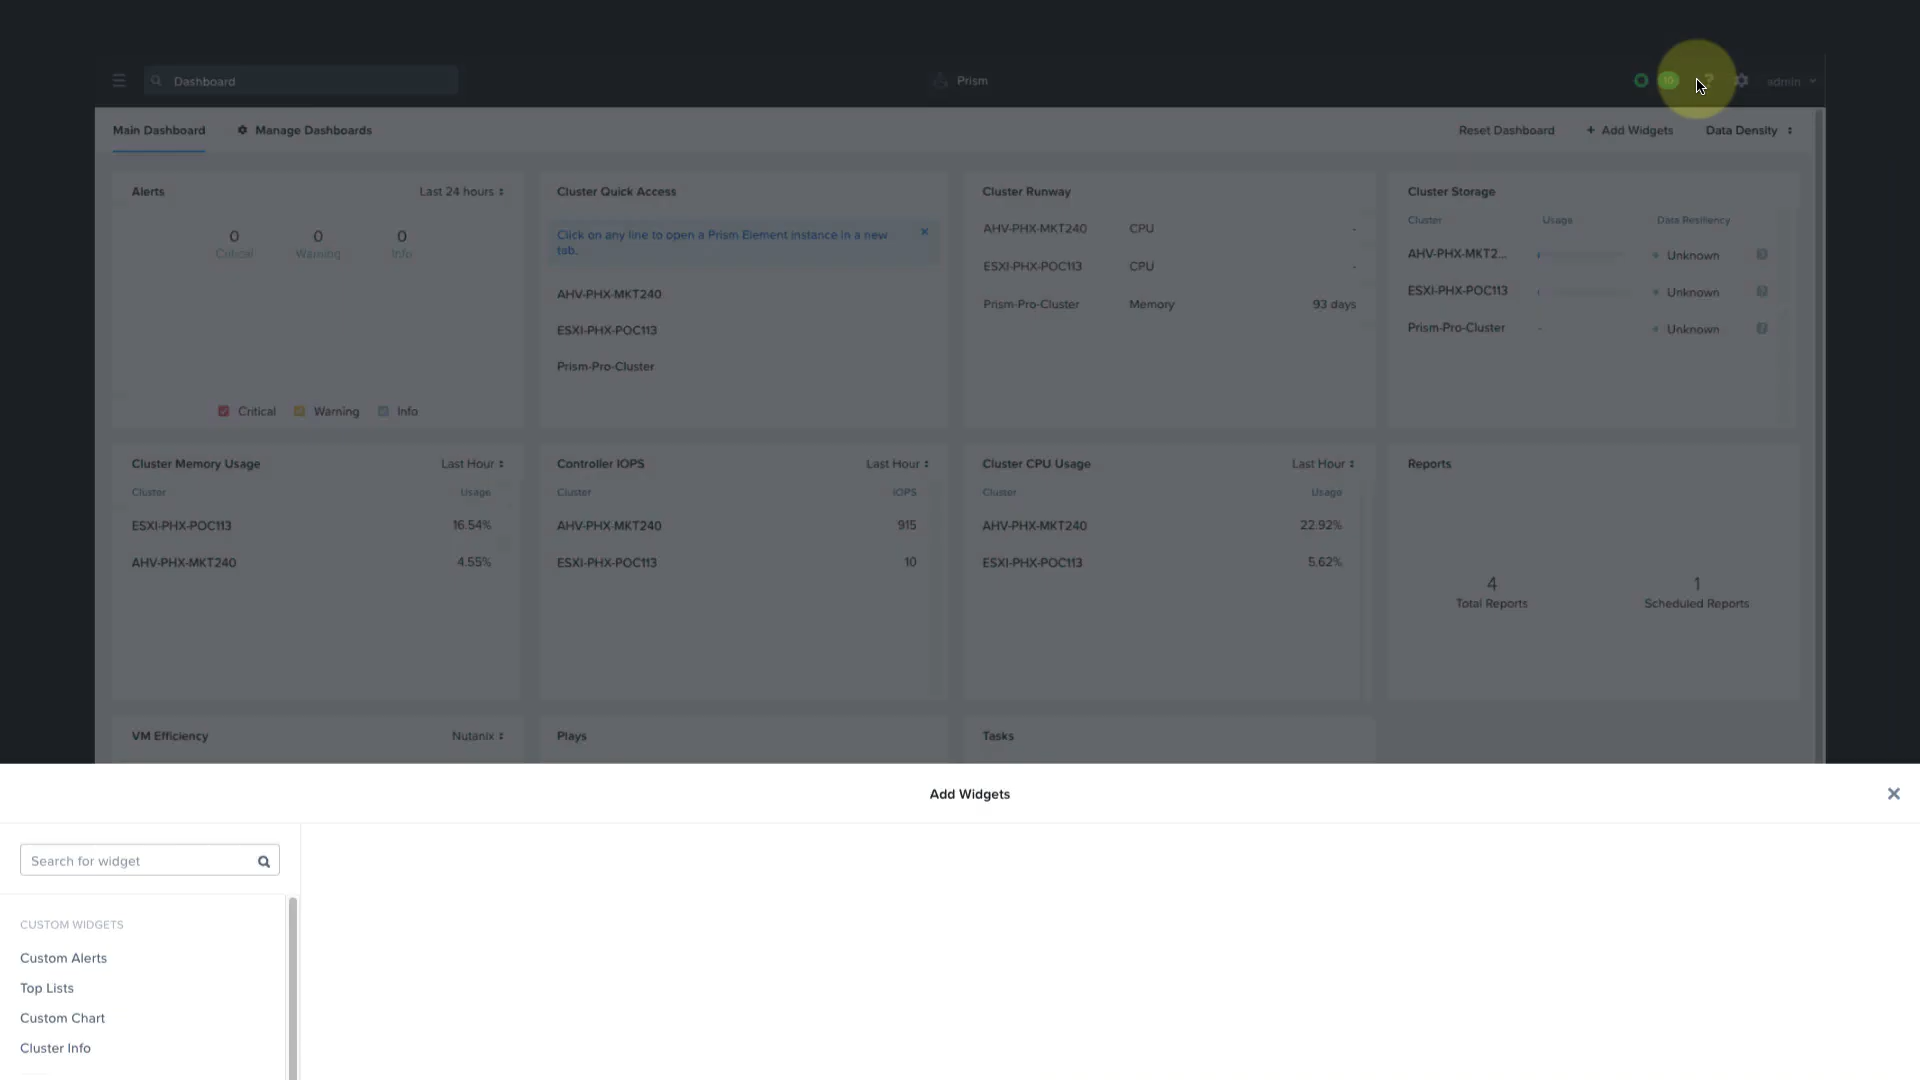 Dashboard
Prism
10
?
admin
Main Dashboard
Manage Dashboards
Reset Dashboard
+ Add Widgets
Data Density
Alerts
Last 24 hours
0
0
0
Critical
Warning
Info
Critical
Warning
Info
Cluster Quick Access
Click on any line to open a Prism Element instance in a new
tab.
AHV-PHX-MKT240
ESXI-PHX-POC113
Prism-Pro-Cluster
Cluster Runway
AHV-PHX-MKT240 CPU -
ESXI-PHX-POC113 CPU -
Prism-Pro-Cluster Memory 93 days
Cluster Storage
Cluster Usage Data Resiliency
AHV-PHX-MKT2... Unknown ?
ESXI-PHX-POC113 Unknown ?
Prism-Pro-Cluster - Unknown ?
Cluster Memory Usage
Last Hour
Cluster Usage
ESXI-PHX-POC113 16.54%
AHV-PHX-MKT240 4.55%
Controller IOPS
Last Hour
Cluster IOPS
AHV-PHX-MKT240 915
ESXI-PHX-POC113 10
Cluster CPU Usage
Last Hour
Cluster Usage
AHV-PHX-MKT240 22.92%
ESXI-PHX-POC113 5.62%
Reports
4
Total Reports
1
Scheduled Reports
VM Efficiency
Nutanix
Plays
Tasks
Add Widgets
Search for widget
CUSTOM WIDGETS
Custom Alerts
Top Lists
Custom Chart
Cluster Info